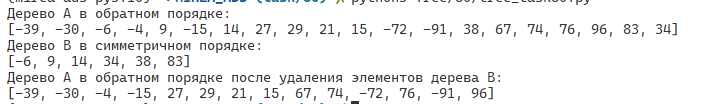 Дерево A в обратном порядке:
[-39, -30, -6, -4, 9, -15, 14, 27, 29, 21, 15, -72, -91, 38, 67, 74, 76, 96, 83, 34]
Дерево B в симметричном порядке:
[-6, 9, 14, 34, 38, 83]
Дерево A в обратном порядке после удаления элементов дерева B:
[-39, -30, -4, -15, 27, 29, 21, 15, 67, 74, -72, 76, -91, 96]